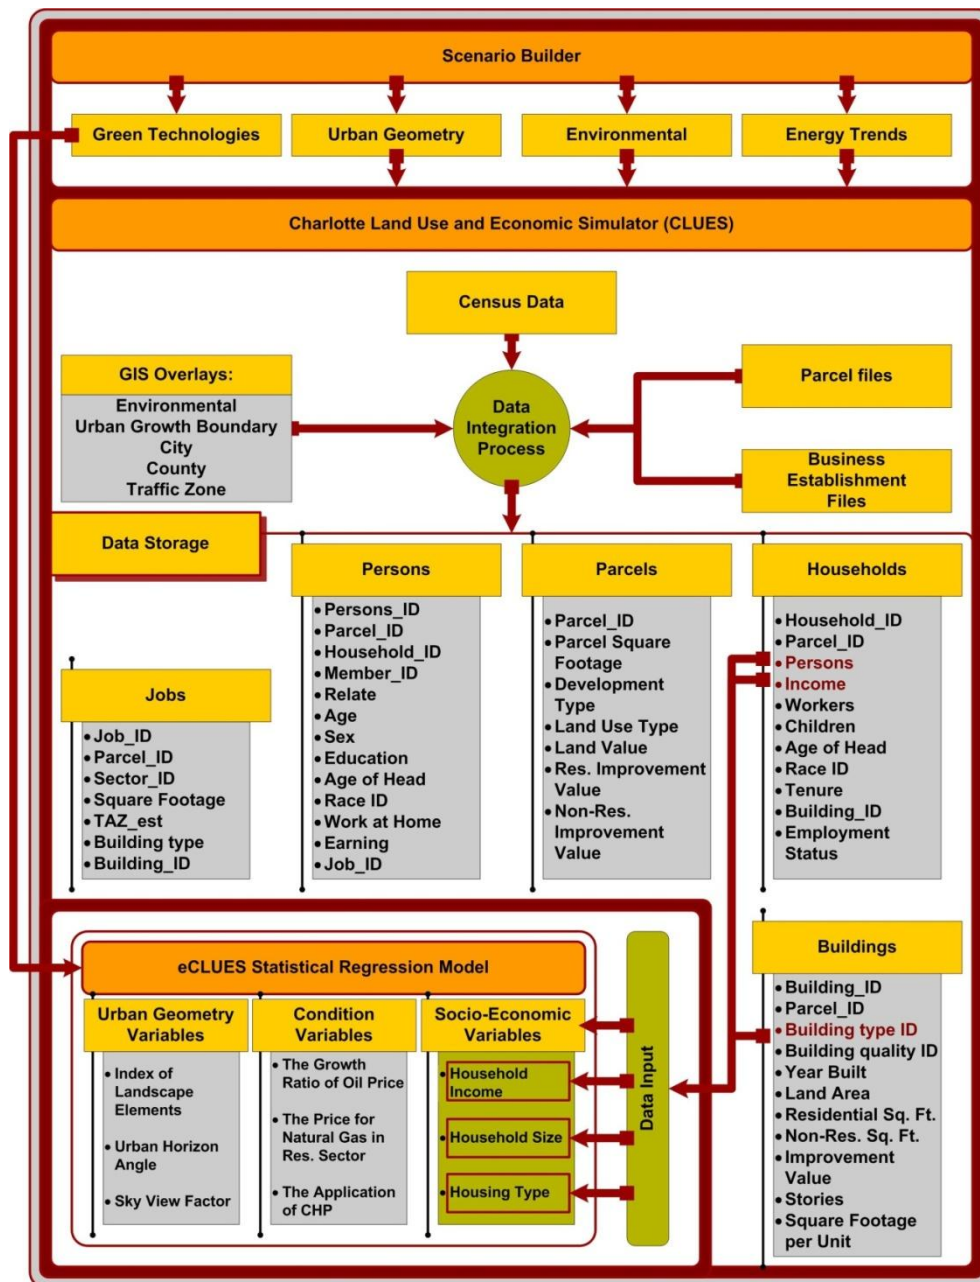 Scenario Builder
Green Technologies
Urban Geometry
Environmental
Energy Trends
Charlotte Land Use and Economic Simulator (CLUES)
Census Data
GIS Overlays:
Environmental
Urban Growth Boundary
City
County
Traffic Zone
Data
Integration
Process
Parcel files
Business
Establishment
Files
Data Storage
Jobs
•Job_ID
•Parcel_ID
•Sector_ID
•Square Footage
•TAZ_est
•Building type
•Building_ID
Persons
•Persons_ID
•Parcel_ID
•Household_ID
•Member_ID
•Relate
•Age
•Sex
•Education
•Age of Head
•Race ID
•Work at Home
•Earning
•Job_ID
Parcels
•Parcel_ID
•Parcel Square
Footage
•Development
Type
•Land Use Type
•Land Value
•Res. Improvement
Value
•Non-Res.
Improvement
Value
Households
•Household_ID
•Parcel_ID
•Persons
•Income
•Workers
•Children
•Age of Head
•Race ID
•Tenure
•Building_ID
•Employment
Status
eCLUES Statistical Regression Model
Urban Geometry
Variables
•Index of
Landscape
Elements
•Urban Horizon
Angle
•Sky View Factor
Condition
Variables
•The Growth
Ratio of Oil Price
•The Price for
Natural Gas in
Res. Sector
•The Application
of CHP
Socio-Economic
Variables
•Household
Income
•Household Size
•Housing Type
Data Input
Buildings
•Building_ID
•Parcel_ID
•Building type ID
•Building quality ID
•Year Built
•Land Area
•Residential Sq. Ft.
•Non-Res. Sq. Ft.
•Improvement
Value
•Stories
•Square Footage
per Unit